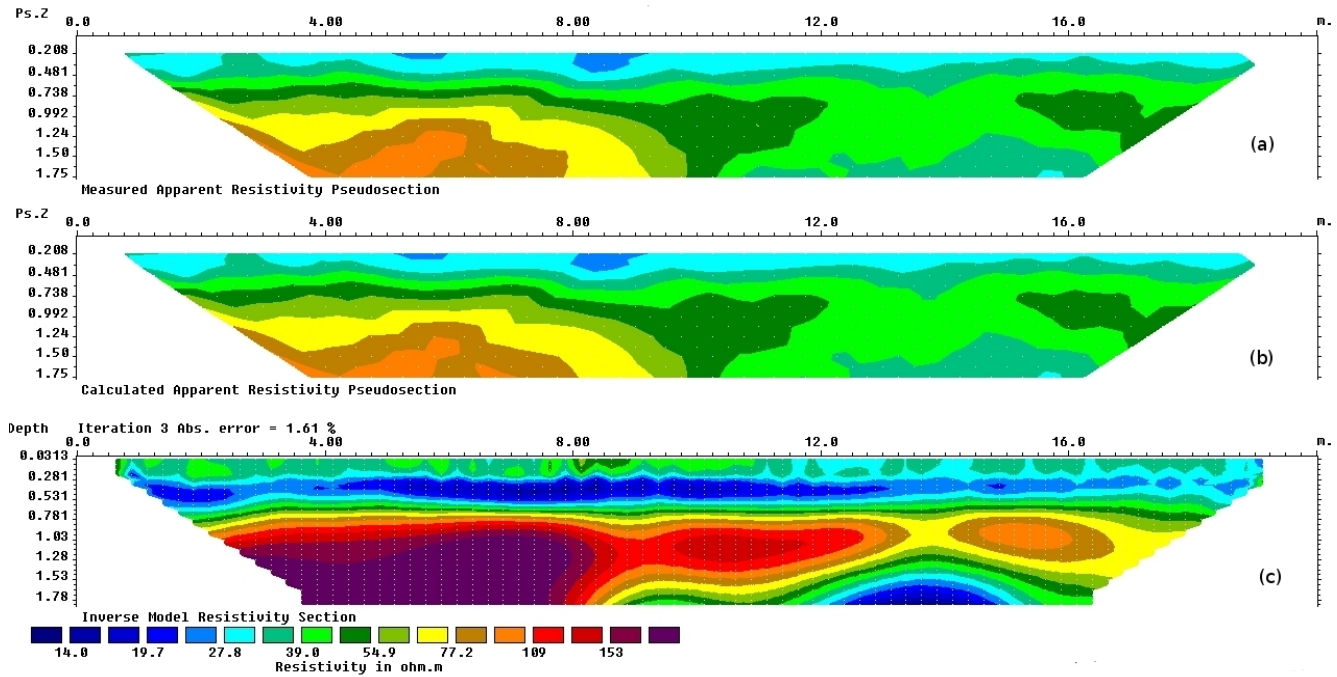 Ps.Z
0.0 4.00 8.00 12.0 16.0 m.
0.208
0.481
0.738
0.992
1.24
1.50
1.75
(a)
Measured Apparent Resistivity Pseudosection
Ps.Z
0.0 4.00 8.00 12.0 16.0 m.
0.208
0.481
0.738
0.992
1.24
1.50
1.75
(b)
Calculated Apparent Resistivity Pseudosection
Depth Iteration 3 Abs. error = 1.61 %
0.0 4.00 8.00 12.0 16.0 m.
0.0313
0.281
0.531
0.781
1.03
1.28
1.53
1.78
(c)
Inverse Model Resistivity Section
14.0 19.7 27.8 39.0 54.9 77.2 109 153
Resistivity in ohm.m